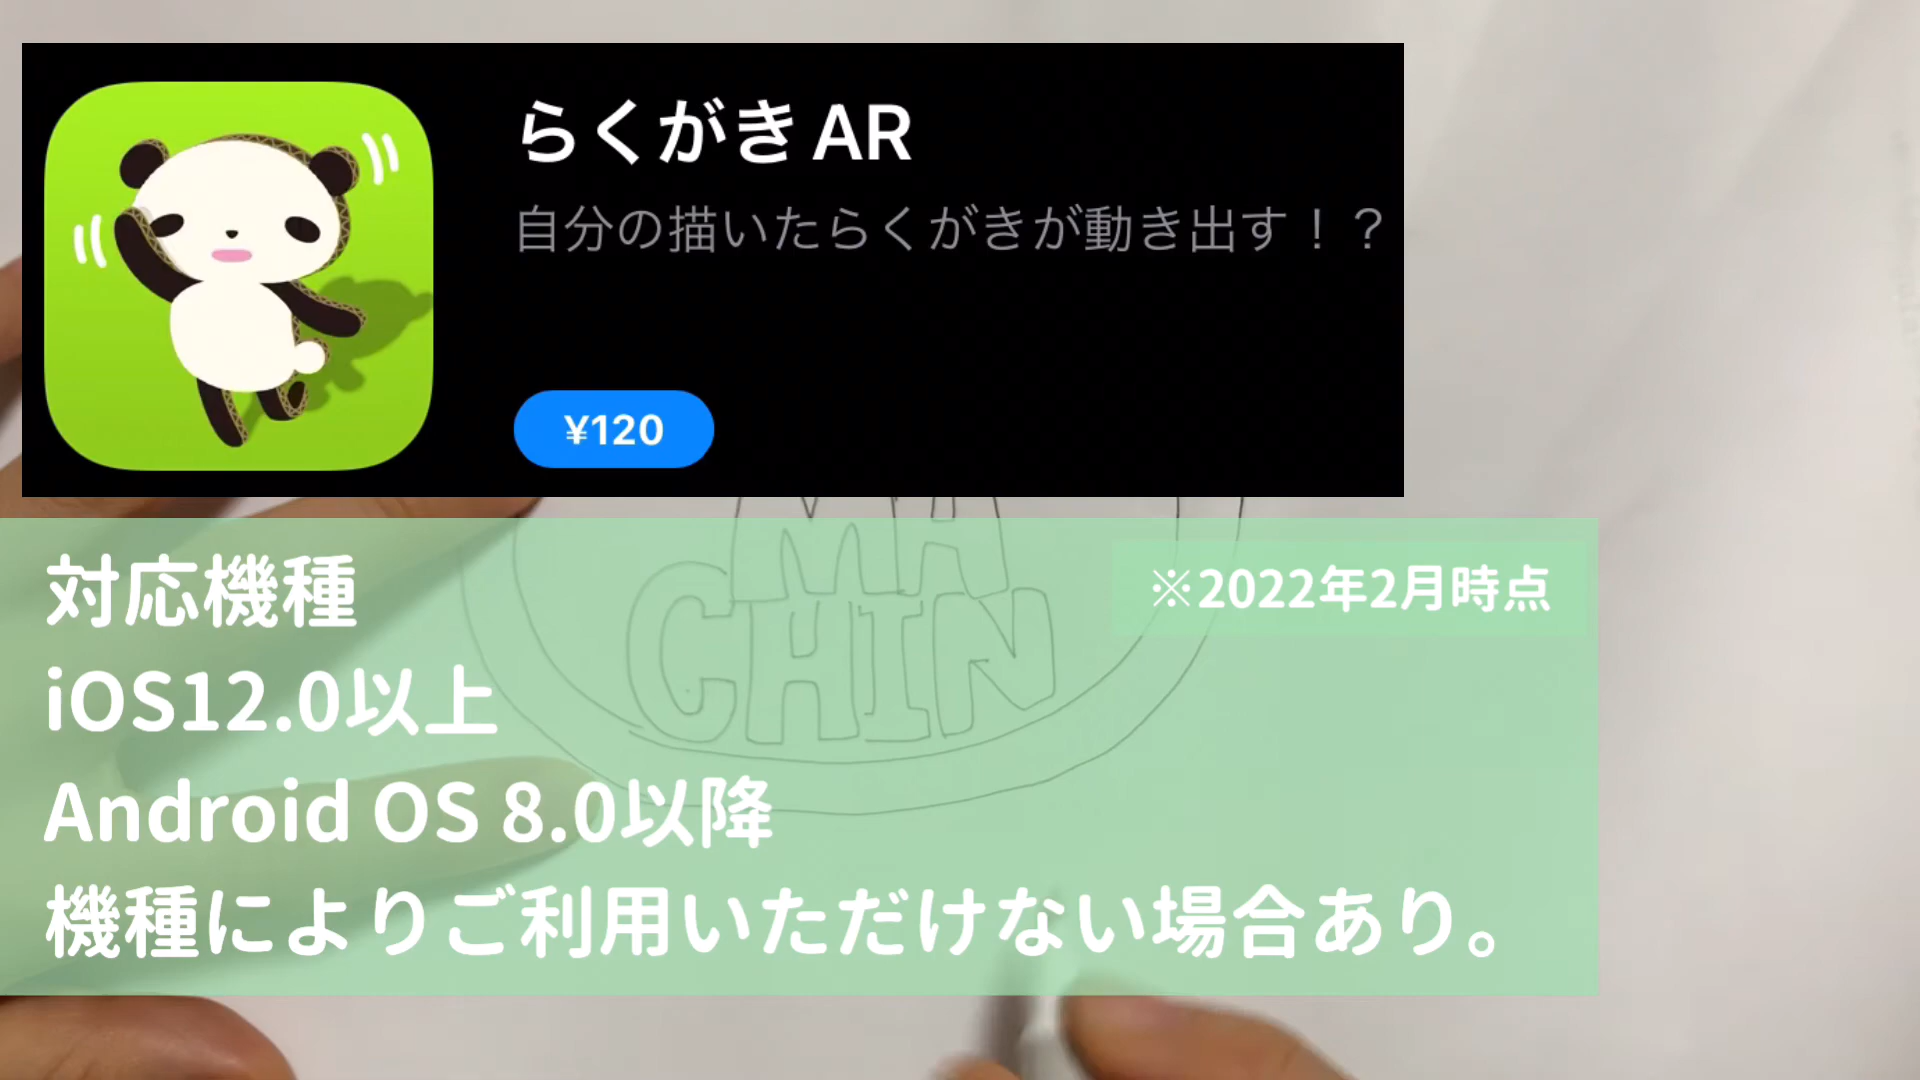 らくがきAR
自分の描いたらくがきが動き出す！？
¥120
MA
CHIN
対応機種
※2022年2月時点
iOS12.0以上
Android OS 8.0以降
機種によりご利用いただけない場合あり。